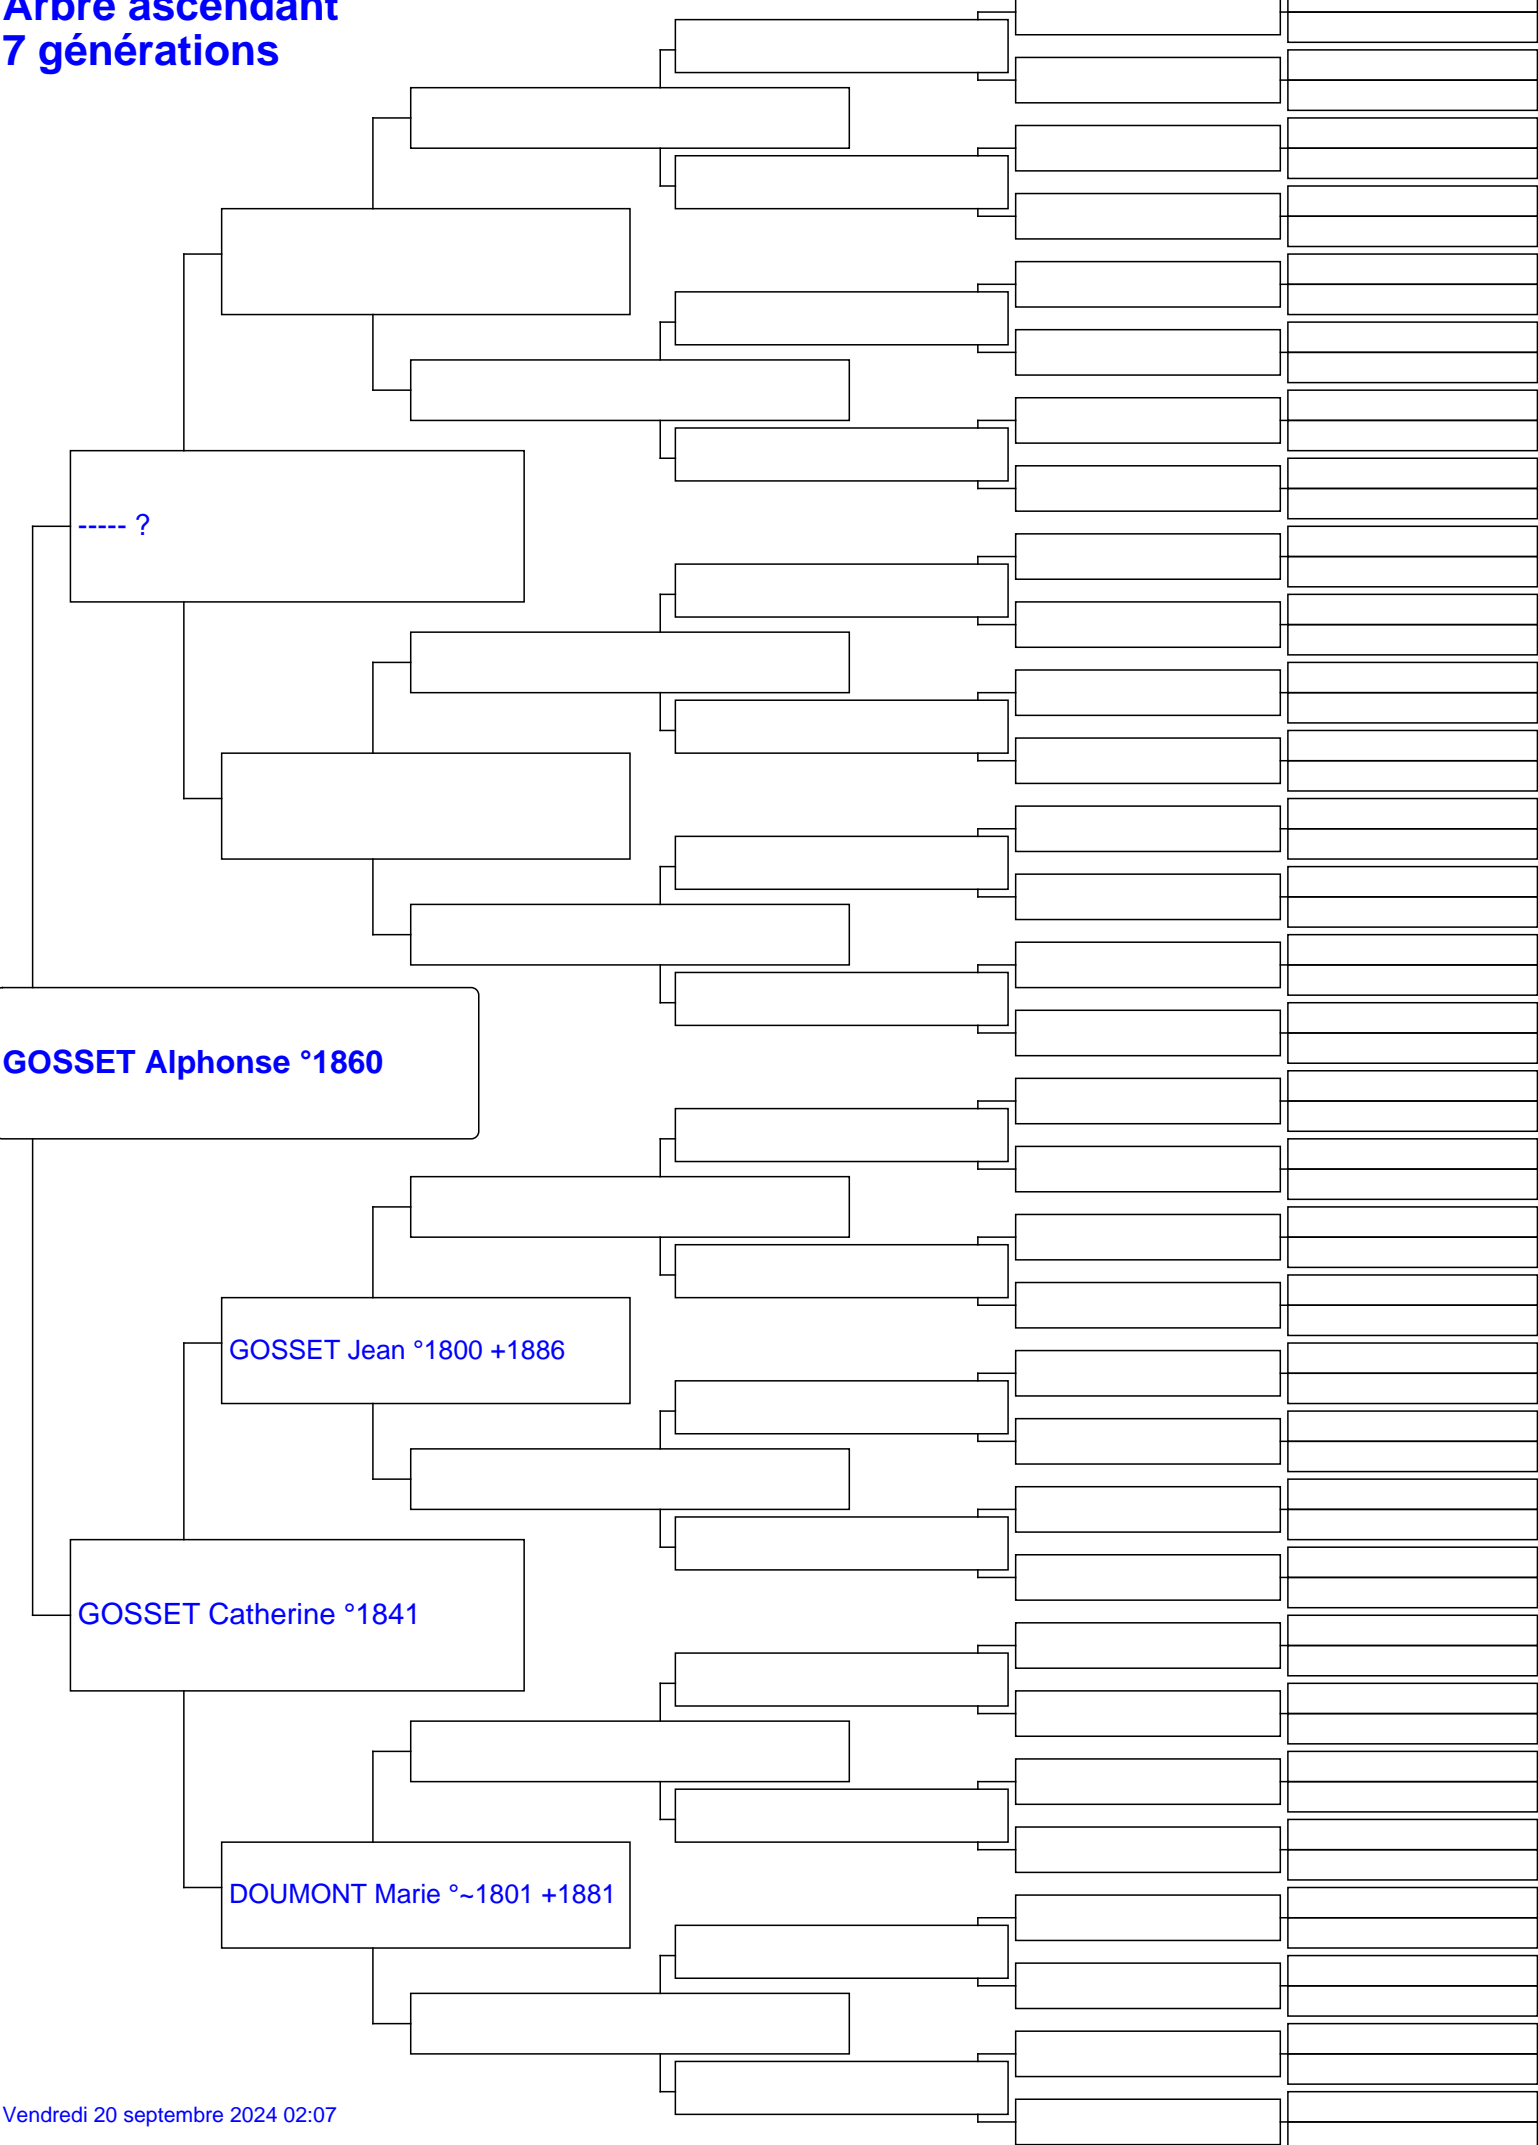 Arbre ascendant
7 générations
----- ?
GOSSET Alphonse °1860
GOSSET Jean °1800 +1886
GOSSET Catherine °1841
DOUMONT Marie °~1801 +1881
Vendredi 20 septembre 2024 02:07